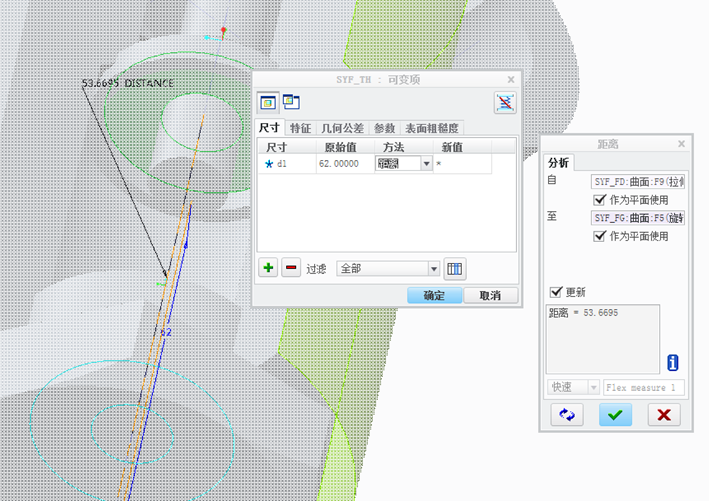 53.6695 DISTANCE
62
SYF_TH : 可变项
尺寸 特征 几何公差 参数 表面粗糙度
尺寸 原始值 方法 新值
d1 62.00000 距离 *
过滤 全部
确定 取消
距离
分析
自 SYF_FD:曲面:F9(拉伸
作为平面使用
至 SYF_FG:曲面:F5(旋转
作为平面使用
更新
距离 = 53.6695
快速 Flex measure 1